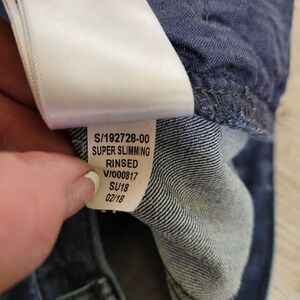 S/192728-00
SUPER SLIMMING
RINSED
V/000817
SU18
02/18